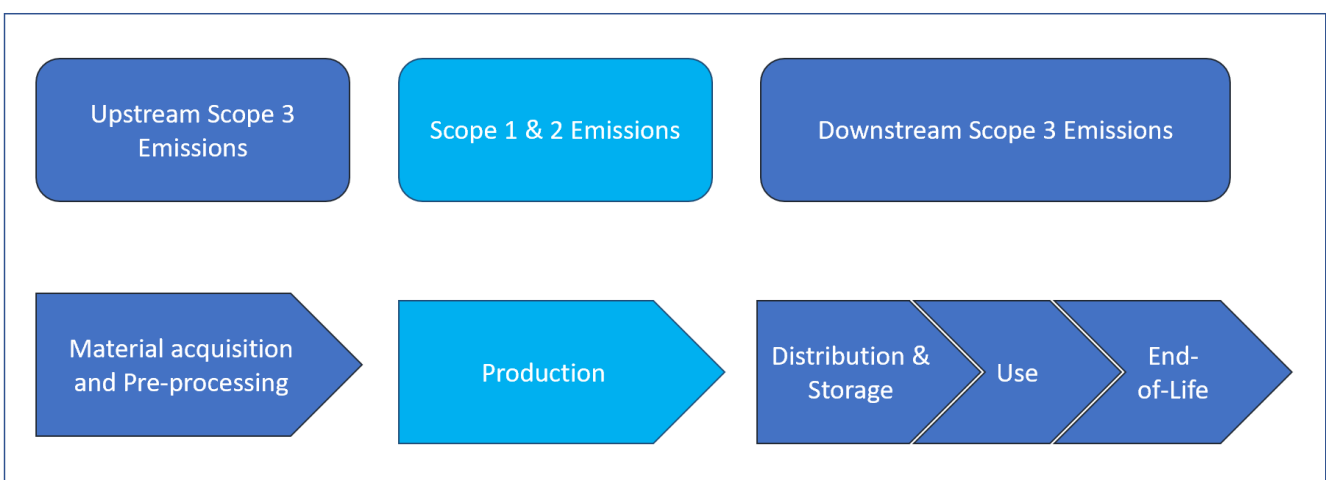 Upstream Scope 3
Emissions
Scope 1 & 2 Emissions
Downstream Scope 3 Emissions
Material acquisition
and Pre-processing
Production
Distribution &
Storage
Use
End-
of-Life